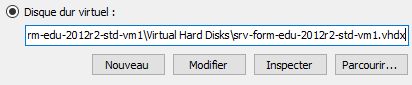 Disque dur virtuel :
rm-edu-2012r2-std-vm1\Virtual Hard Disks\srv-form-edu-2012r2-std-vm1.vhdx
Nouveau Modifier Inspecter Parcourir...